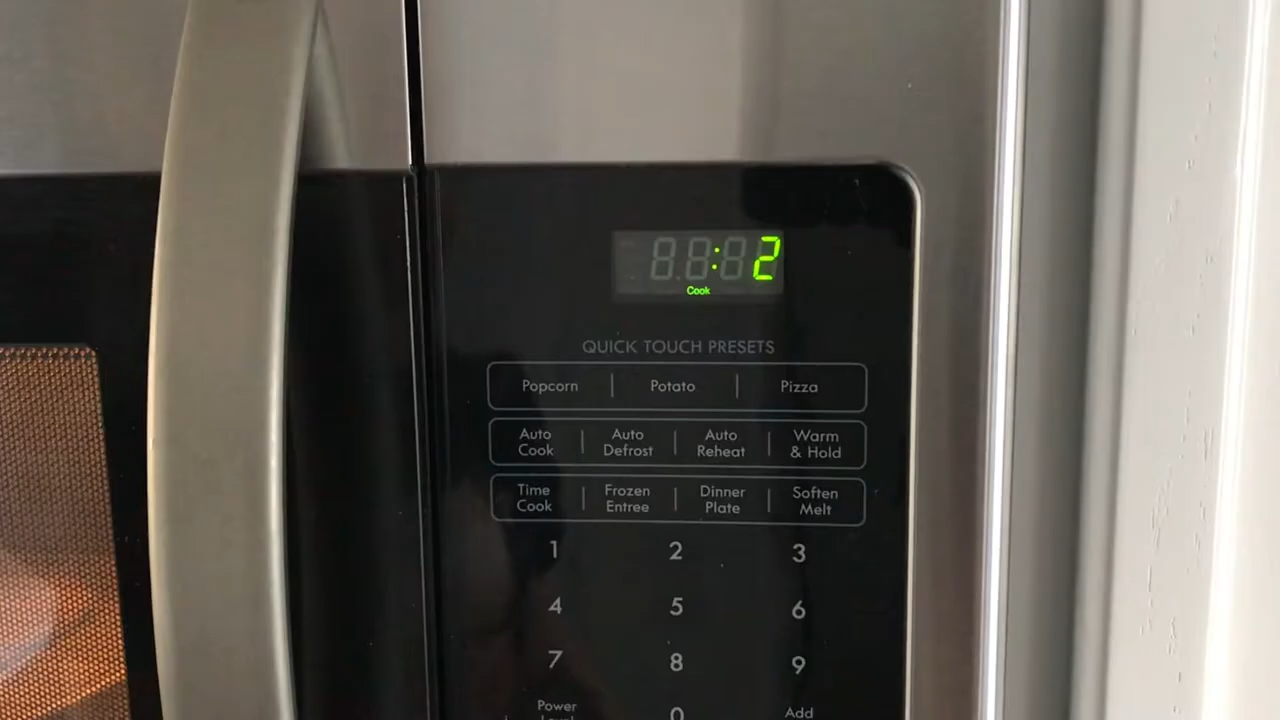 :2
Cook
QUICK TOUCH PRESETS
Popcorn | Potato | Pizza
Auto Cook | Auto Defrost | Auto Reheat | Warm & Hold
Time Cook | Frozen Entree | Dinner Plate | Soften Melt
1 2 3
4 5 6
7 8 9
Power Level 0 Add